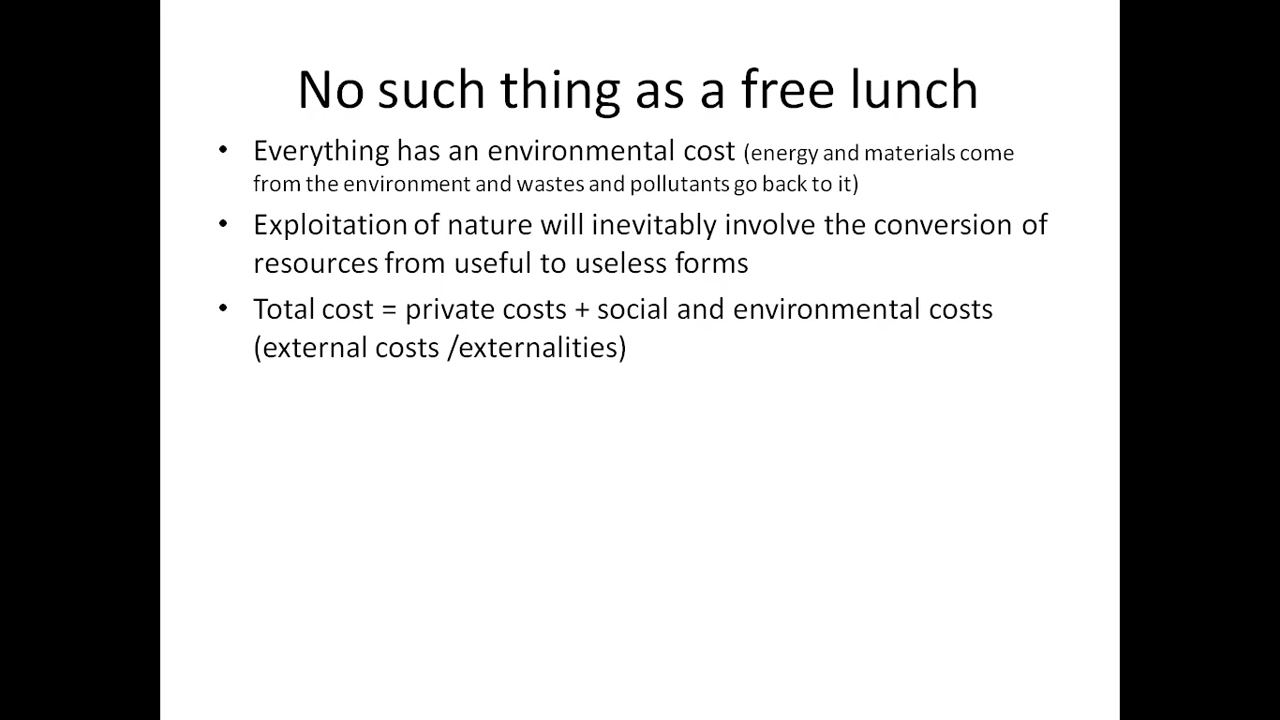 No such thing as a free lunch
• Everything has an environmental cost (energy and materials come
from the environment and wastes and pollutants go back to it)
• Exploitation of nature will inevitably involve the conversion of
resources from useful to useless forms
• Total cost = private costs + social and environmental costs
(external costs /externalities)